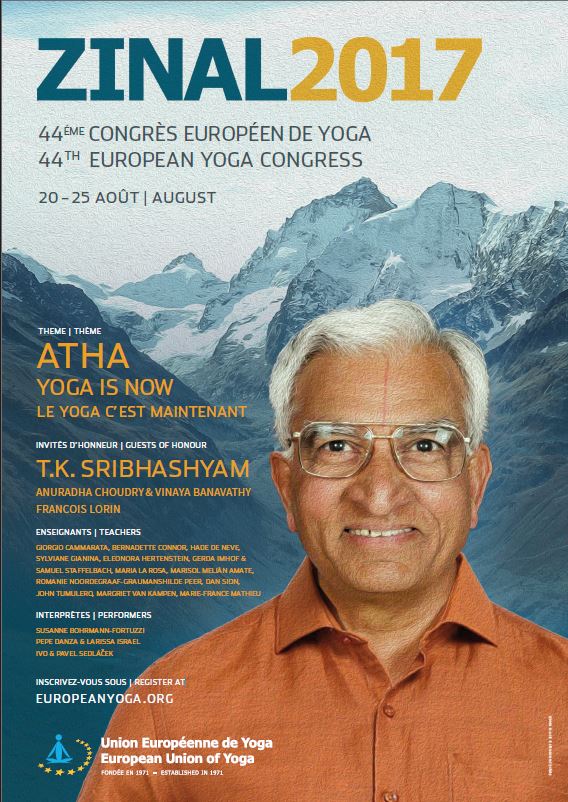 ZINAL2017
44ÈME CONGRÈS EUROPÉEN DE YOGA
44TH EUROPEAN YOGA CONGRESS
20–25 AOÛT | AUGUST
THEME | THÈME
ATHA
YOGA IS NOW
LE YOGA C'EST MAINTENANT
INVITÉS D'HONNEUR | GUESTS OF HONOUR
T.K. SRIBHASHYAM
ANURADHA CHOUDRY & VINAYA BANAVATHY
FRANCOIS LORIN
ENSEIGNANTS | TEACHERS
GIORGIO CAMMARATA, BERNADETTE CONNOR, HADE DE NEVE,
SYLVIANE GIANINA, ELEONORA HERTENSTEIN, GERDA IMHOF &
SAMUEL STAFFELBACH, MARIA LA ROSA, MARISOL MELIÁN AMATE,
ROMANIE NOORDEGRAAF-GRAUMANSHILDE PEER, DAN SION,
JOHN TUMULERO, MARGRIET VAN KAMPEN, MARIE-FRANCE MATHIEU
INTERPRÈTES | PERFORMERS
SUSANNE BOHRMANN-FORTUZZI
PEPE DANZA & LARISSA ISRAEL
IVO & PAVEL SEDLÁČEK
INSCRIVEZ-VOUS SOUS | REGISTER AT
EUROPEANYOGA.ORG
Union Européenne de Yoga
European Union of Yoga
FONDÉE EN 1971 – ESTABLISHED IN 1971